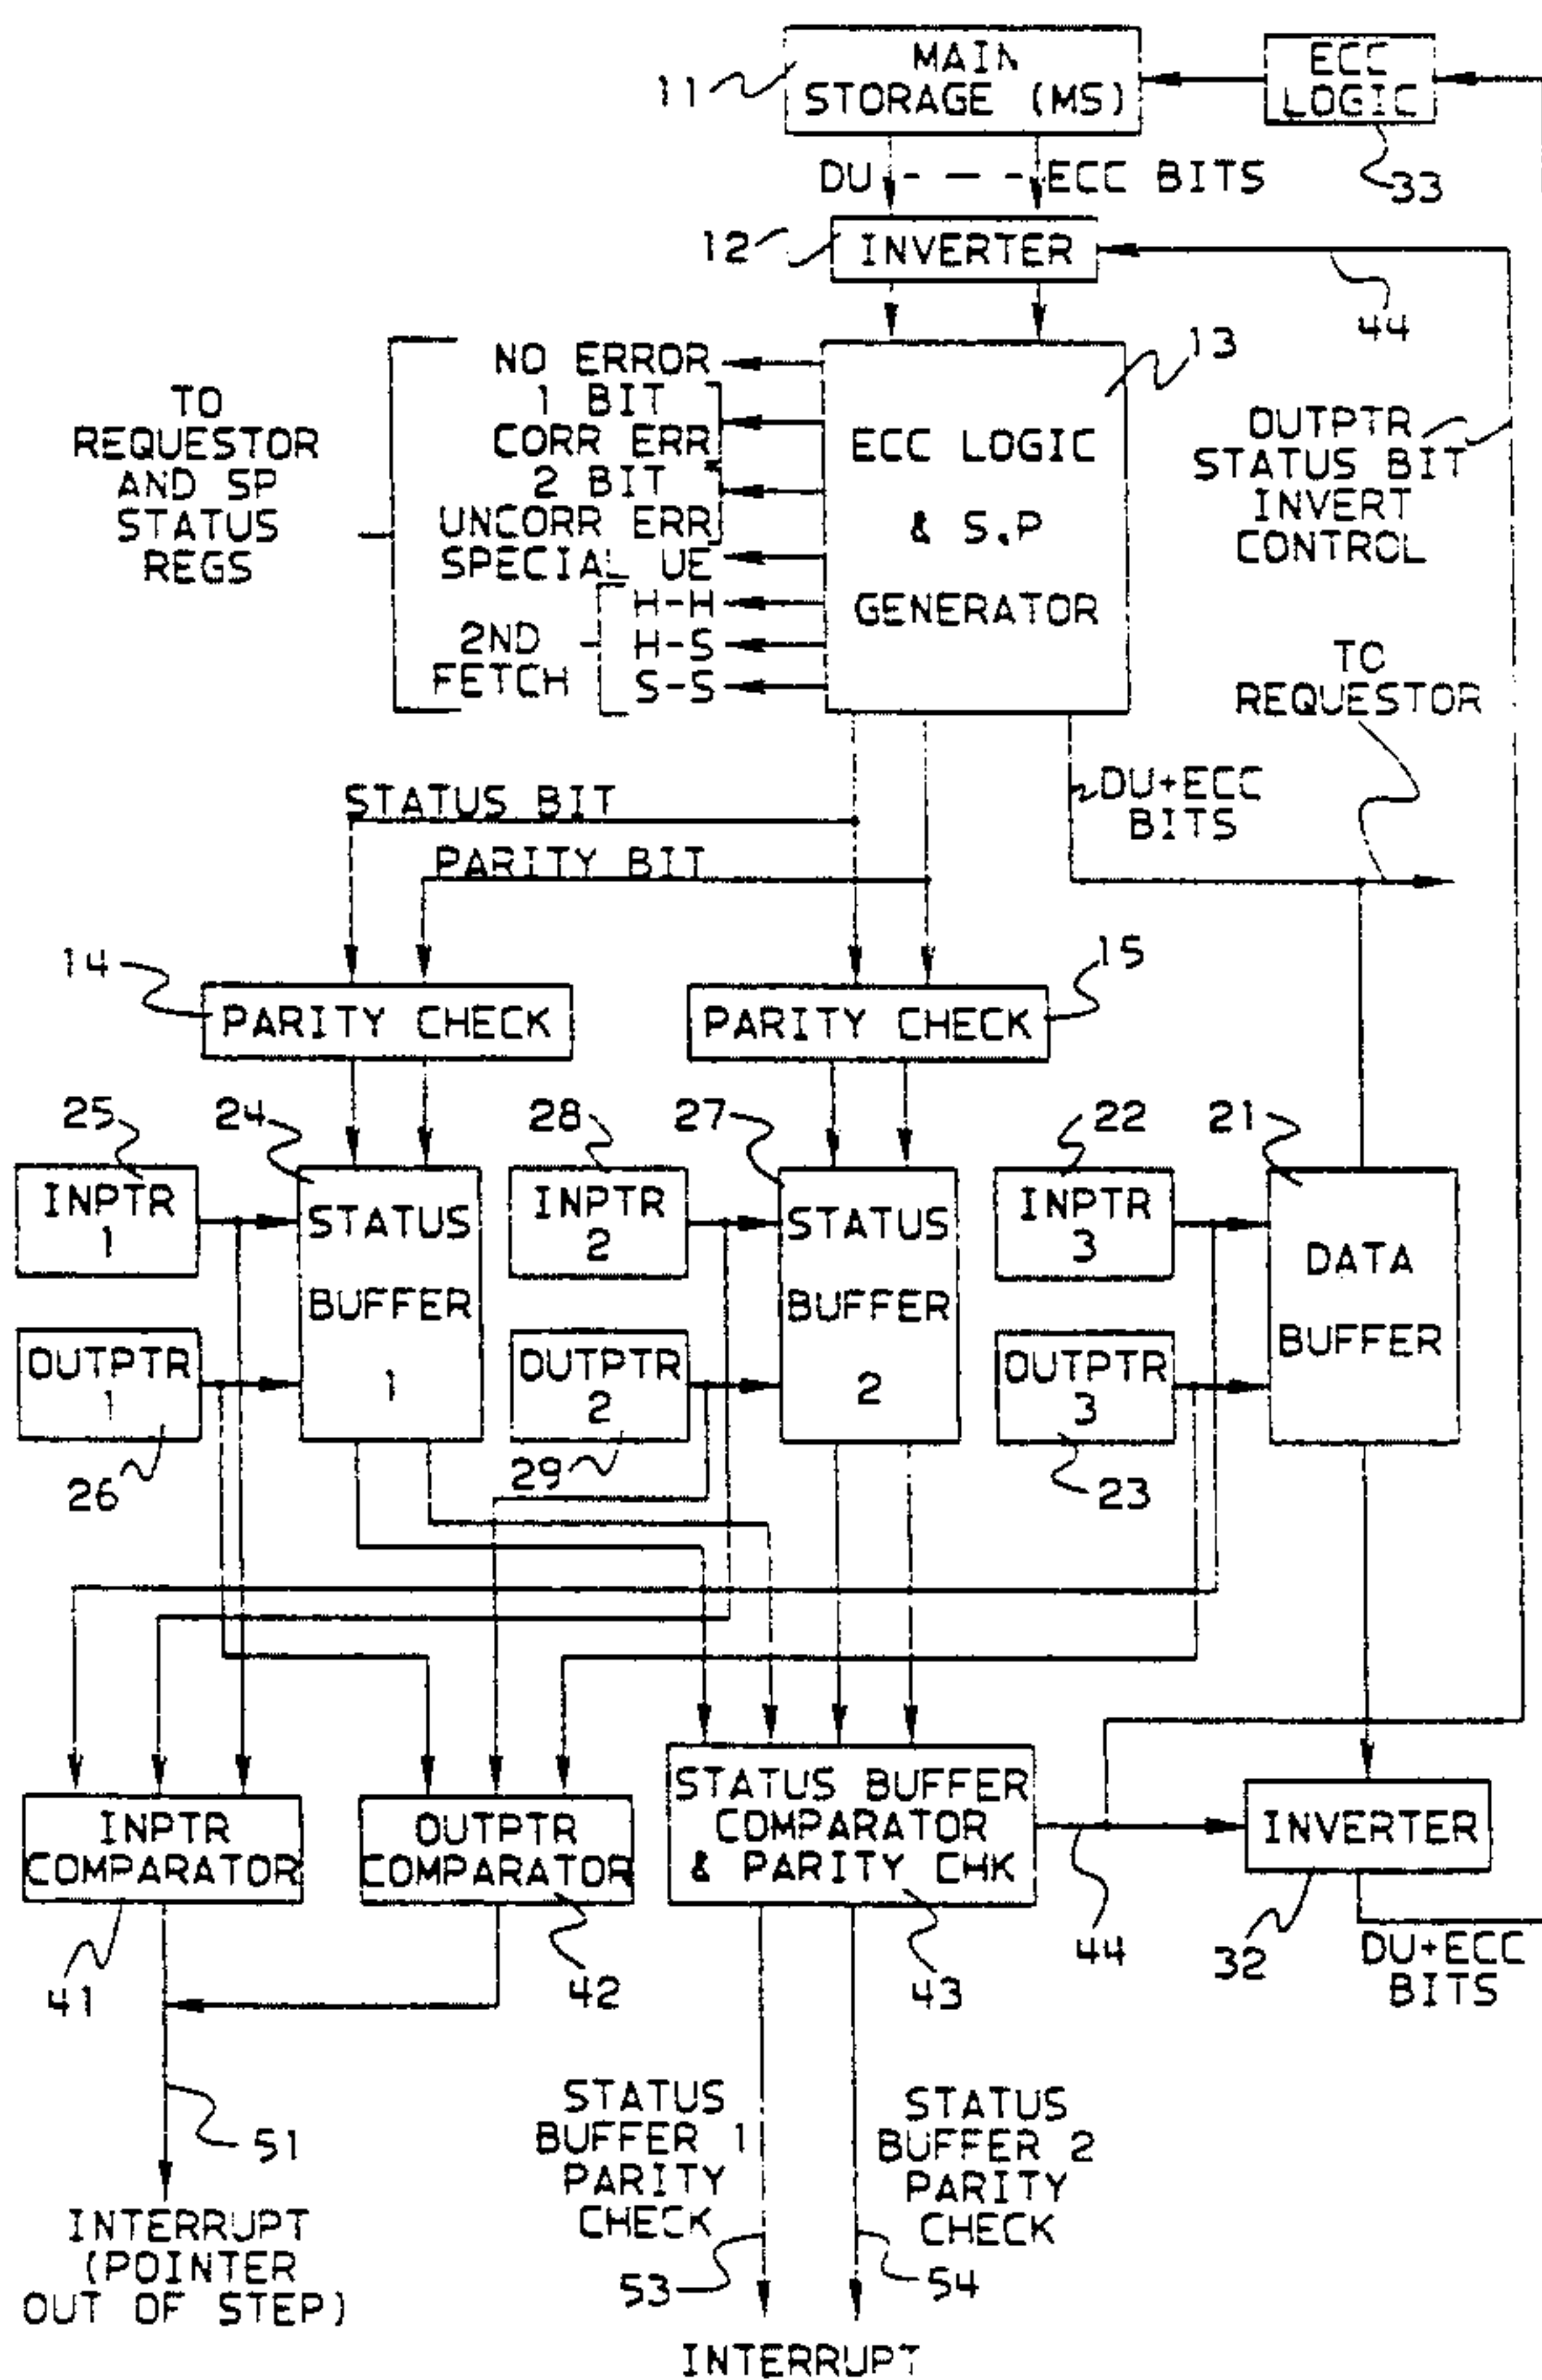 MAIN
STORAGE (MS)
ECC
LOGIC
11
33
DU - - - ECC BITS
12
INVERTER
44
NO ERROR
1 BIT
CORR ERR
2 BIT
UNCORR ERR
SPECIAL UE
H-H
H-S
S-S
2ND
FETCH
TO
REQUESTOR
AND SP
STATUS
REGS
13
ECC LOGIC
& S.P
GENERATOR
OUTPTR
STATUS BIT
INVERT
CONTROL
TO
REQUESTOR
STATUS BIT
PARITY BIT
DU+ECC
BITS
14
PARITY CHECK
15
PARITY CHECK
25
24
28
27
22
21
INPTR
1
STATUS
BUFFER
1
INPTR
2
STATUS
BUFFER
2
INPTR
3
DATA
BUFFER
OUTPTR
1
OUTPTR
2
OUTPTR
3
26
29
23
INPTR
COMPARATOR
OUTPTR
COMPARATOR
STATUS BUFFER
COMPARATOR
& PARITY CHK
INVERTER
41
42
43
44
32
DU+ECC
BITS
51
INTERRUPT
(POINTER
OUT OF STEP)
STATUS
BUFFER 1
PARITY
CHECK
53
STATUS
BUFFER 2
PARITY
CHECK
54
INTERRUPT